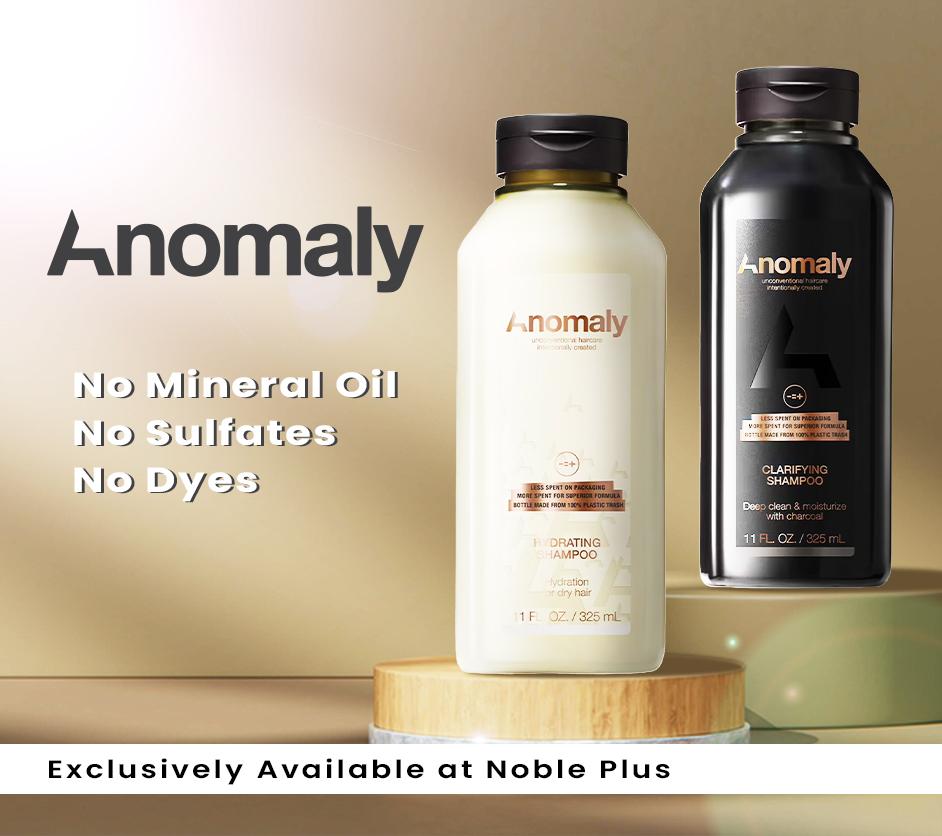 Anomaly
No Mineral Oil
No Sulfates
No Dyes
Anomaly
unconventional haircare
intentionally created
LESS SPENT ON PACKAGING
MORE SPENT FOR SUPERIOR FORMULA
BOTTLE MADE FROM 100% PLASTIC TRASH
HYDRATING
SHAMPOO
Hydration
for dry hair
11 FL. OZ. / 325 mL
Anomaly
unconventional haircare
intentionally created
LESS SPENT ON PACKAGING
MORE SPENT FOR SUPERIOR FORMULA
BOTTLE MADE FROM 100% PLASTIC TRASH
CLARIFYING
SHAMPOO
Deep clean & moisturize
with charcoal
11 FL. OZ. / 325 mL
Exclusively Available at Noble Plus